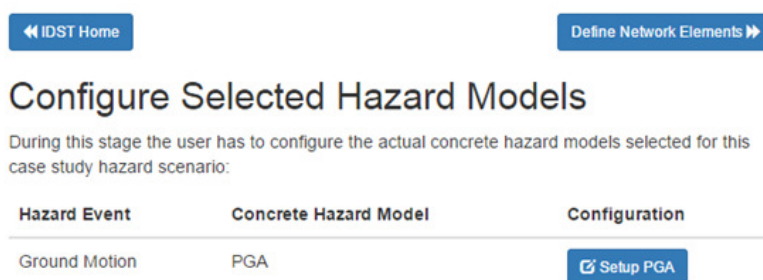 IDST Home
Define Network Elements
Configure Selected Hazard Models
During this stage the user has to configure the actual concrete hazard models selected for this
case study hazard scenario:
Hazard Event Concrete Hazard Model Configuration
Ground Motion PGA Setup PGA